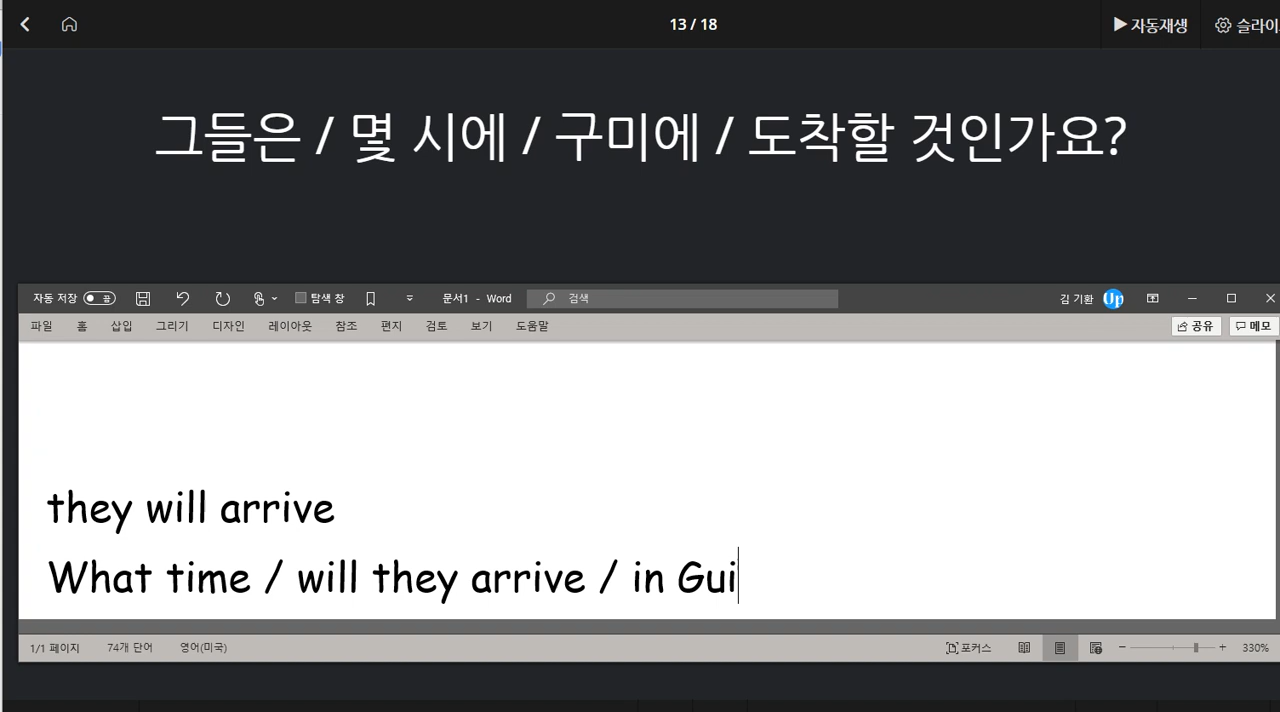 13 / 18
▶ 자동재생
슬라이
그들은 / 몇 시에 / 구미에 / 도착할 것인가요?
자동 저장 끔 탐색 창 문서1 - Word 검색 김 기환 Up
파일 홈 삽입 그리기 디자인 레이아웃 참조 편지 검토 보기 도움말 공유 메모
they will arrive
What time / will they arrive / in Gui
1/1 페이지 74개 단어 영어(미국) 포커스 330%